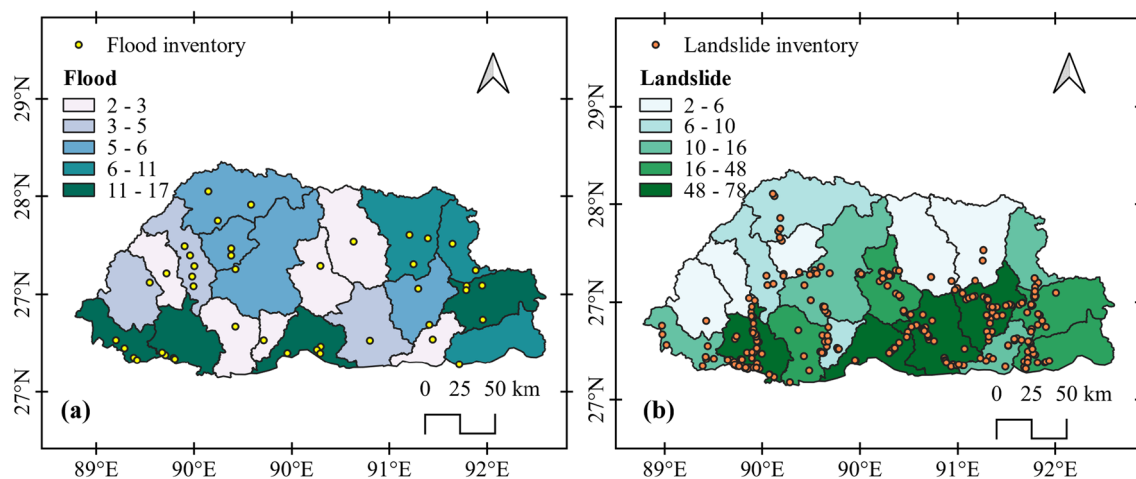 Flood inventory
Flood
2 - 3
3 - 5
5 - 6
6 - 11
11 - 17
29°N
28°N
27°N
27°N
(a)
0 25 50 km
89°E 90°E 90°E 91°E 92°E
Landslide inventory
Landslide
2 - 6
6 - 10
10 - 16
16 - 48
48 - 78
29°N
28°N
27°N
27°N
(b)
0 25 50 km
89°E 90°E 90°E 91°E 92°E